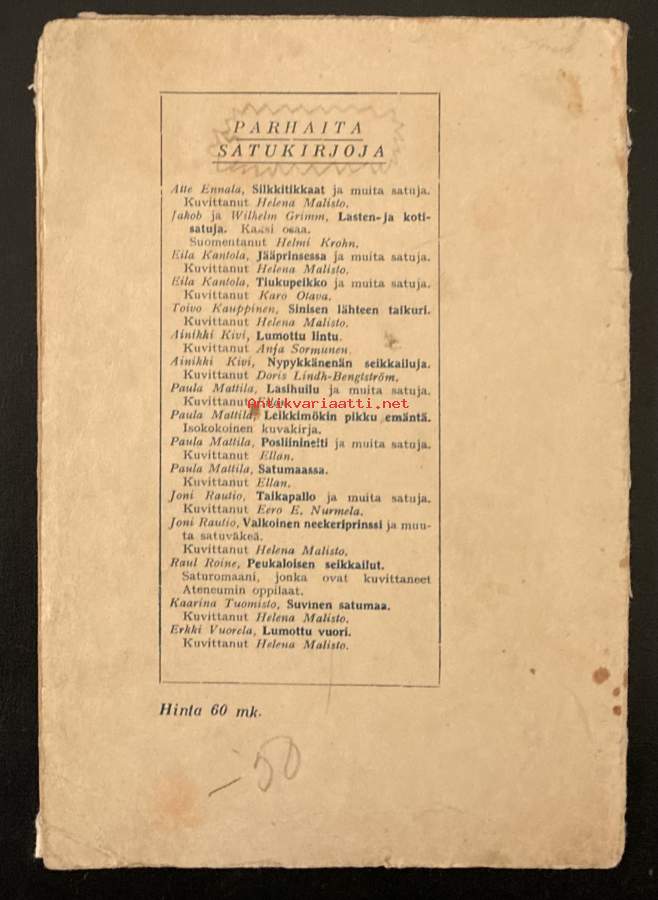 PARHAITA
SATUKIRJOJA
Atte Ennala, Silkkitikkaat ja muita satuja.
Kuvittanut Helena Malisto.
Jakob ja Wilhelm Grimm, Lasten- ja koti-
satuja. Kaksi osaa.
Suomentanut Helmi Krohn.
Eila Kantola, Jääprinsessa ja muita satuja.
Kuvittanut Helena Malisto.
Eila Kantola, Tiukupeikko ja muita satuja.
Kuvittanut Karo Otava.
Toivo Kauppinen, Sinisen lähteen taikuri.
Kuvittanut Helena Malisto.
Ainikki Kivi, Lumottu lintu.
Kuvittanut Anja Sormunen.
Ainikki Kivi, Nypykkänenän seikkailuja.
Kuvittanut Doris Lindh-Bengtström.
Paula Mattila, Lasihuilu ja muita satuja.
Kuvittanut
Antikvariaatti.net
Paula Mattila, Leikkimökin pikku emäntä.
Isokokoinen kuvakirja.
Paula Mattila, Posliinineiti ja muita satuja.
Kuvittanut Ellan.
Paula Mattila, Satumaassa.
Kuvittanut Ellan.
Joni Rautio, Taikapallo ja muita satuja.
Kuvittanut Eero E. Nurmela.
Joni Rautio, Valkoinen neekeriprinssi ja muu-
ta satuväkeä.
Kuvittanut Helena Malisto.
Raul Roine, Peukaloisen seikkailut.
Saturomaani, jonka ovat kuvittaneet
Ateneumin oppilaat.
Kaarina Tuomisto, Suvinen satumaa.
Kuvittanut Helena Malisto.
Erkki Vuorela, Lumottu vuori.
Kuvittanut Helena Malisto.
Hinta 60 mk.
–50